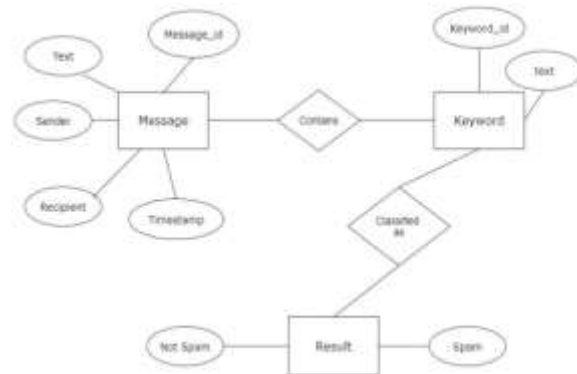 Message_id
Keyword_id
Text
text
Sender
Message
Contains
Keyword
Recipient
Timestamp
Classified
as
Not Spam
Result
Spam